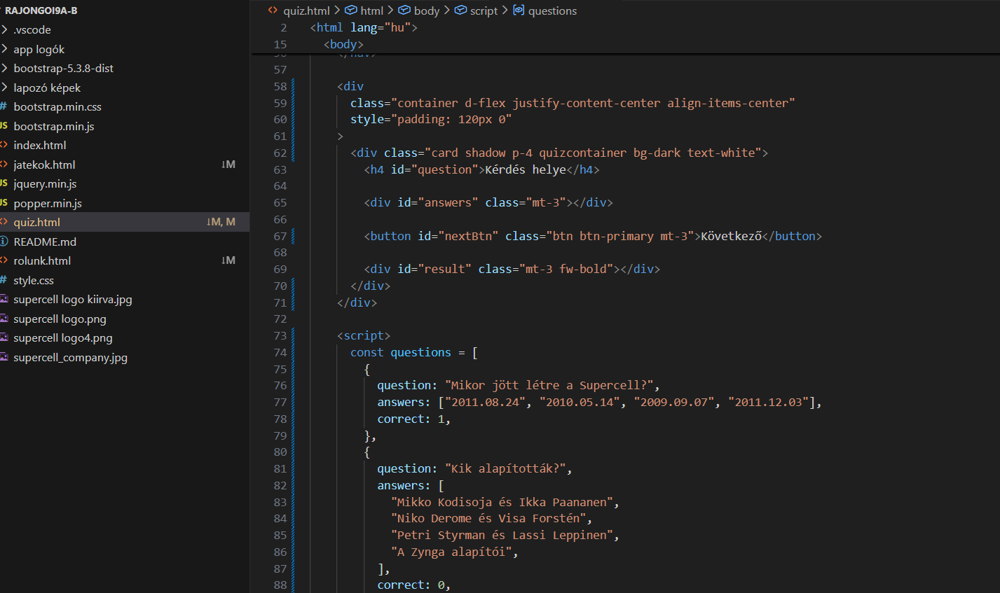 RAJONGOI9A-B
.vscode
app logók
bootstrap-5.3.8-dist
lapozó képek
# bootstrap.min.css
JS bootstrap.min.js
<> index.html
<> jatekok.html ↓M
JS jquery.min.js
JS popper.min.js
<> quiz.html ↓M, M
README.md
<> rolunk.html ↓M
# style.css
supercell logo kiirva.jpg
supercell logo.png
supercell logo4.png
supercell_company.jpg
<> quiz.html > html > body > script > questions
2 <html lang="hu">
15 <body>
56 </nav>
57
58 <div
59 class="container d-flex justify-content-center align-items-center"
60 style="padding: 120px 0"
61 >
62 <div class="card shadow p-4 quizcontainer bg-dark text-white">
63 <h4 id="question">Kérdés helye</h4>
64
65 <div id="answers" class="mt-3"></div>
66
67 <button id="nextBtn" class="btn btn-primary mt-3">Következő</button>
68
69 <div id="result" class="mt-3 fw-bold"></div>
70 </div>
71 </div>
72
73 <script>
74 const questions = [
75 {
76 question: "Mikor jött létre a Supercell?",
77 answers: ["2011.08.24", "2010.05.14", "2009.09.07", "2011.12.03"],
78 correct: 1,
79 },
80 {
81 question: "Kik alapították?",
82 answers: [
83 "Mikko Kodisoja és Ikka Paananen",
84 "Niko Derome és Visa Forstén",
85 "Petri Styrman és Lassi Leppinen",
86 "A Zynga alapítói",
87 ],
88 correct: 0,